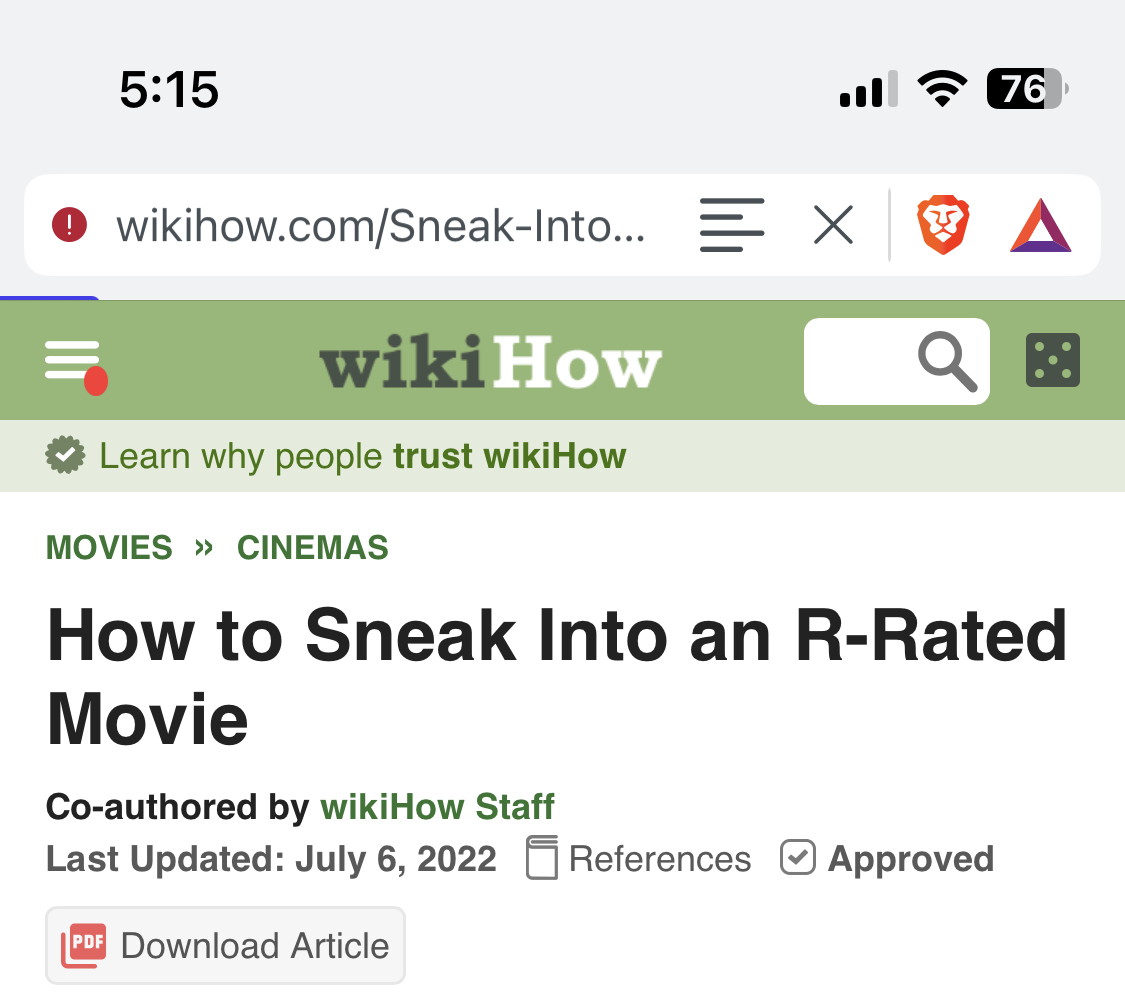 5:15
76
wikihow.com/Sneak-Into...
wikiHow
Learn why people trust wikiHow
MOVIES » CINEMAS
How to Sneak Into an R-Rated
Movie
Co-authored by wikiHow Staff
Last Updated: July 6, 2022 References Approved
PDF Download Article